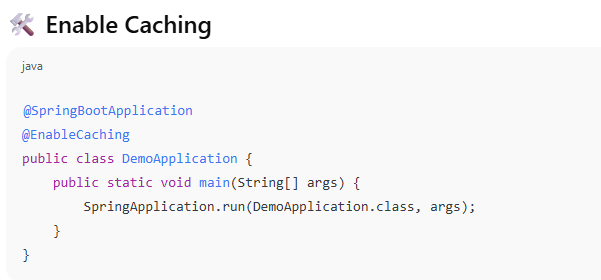 🛠️ Enable Caching
java
@SpringBootApplication
@EnableCaching
public class DemoApplication {
    public static void main(String[] args) {
        SpringApplication.run(DemoApplication.class, args);
    }
}